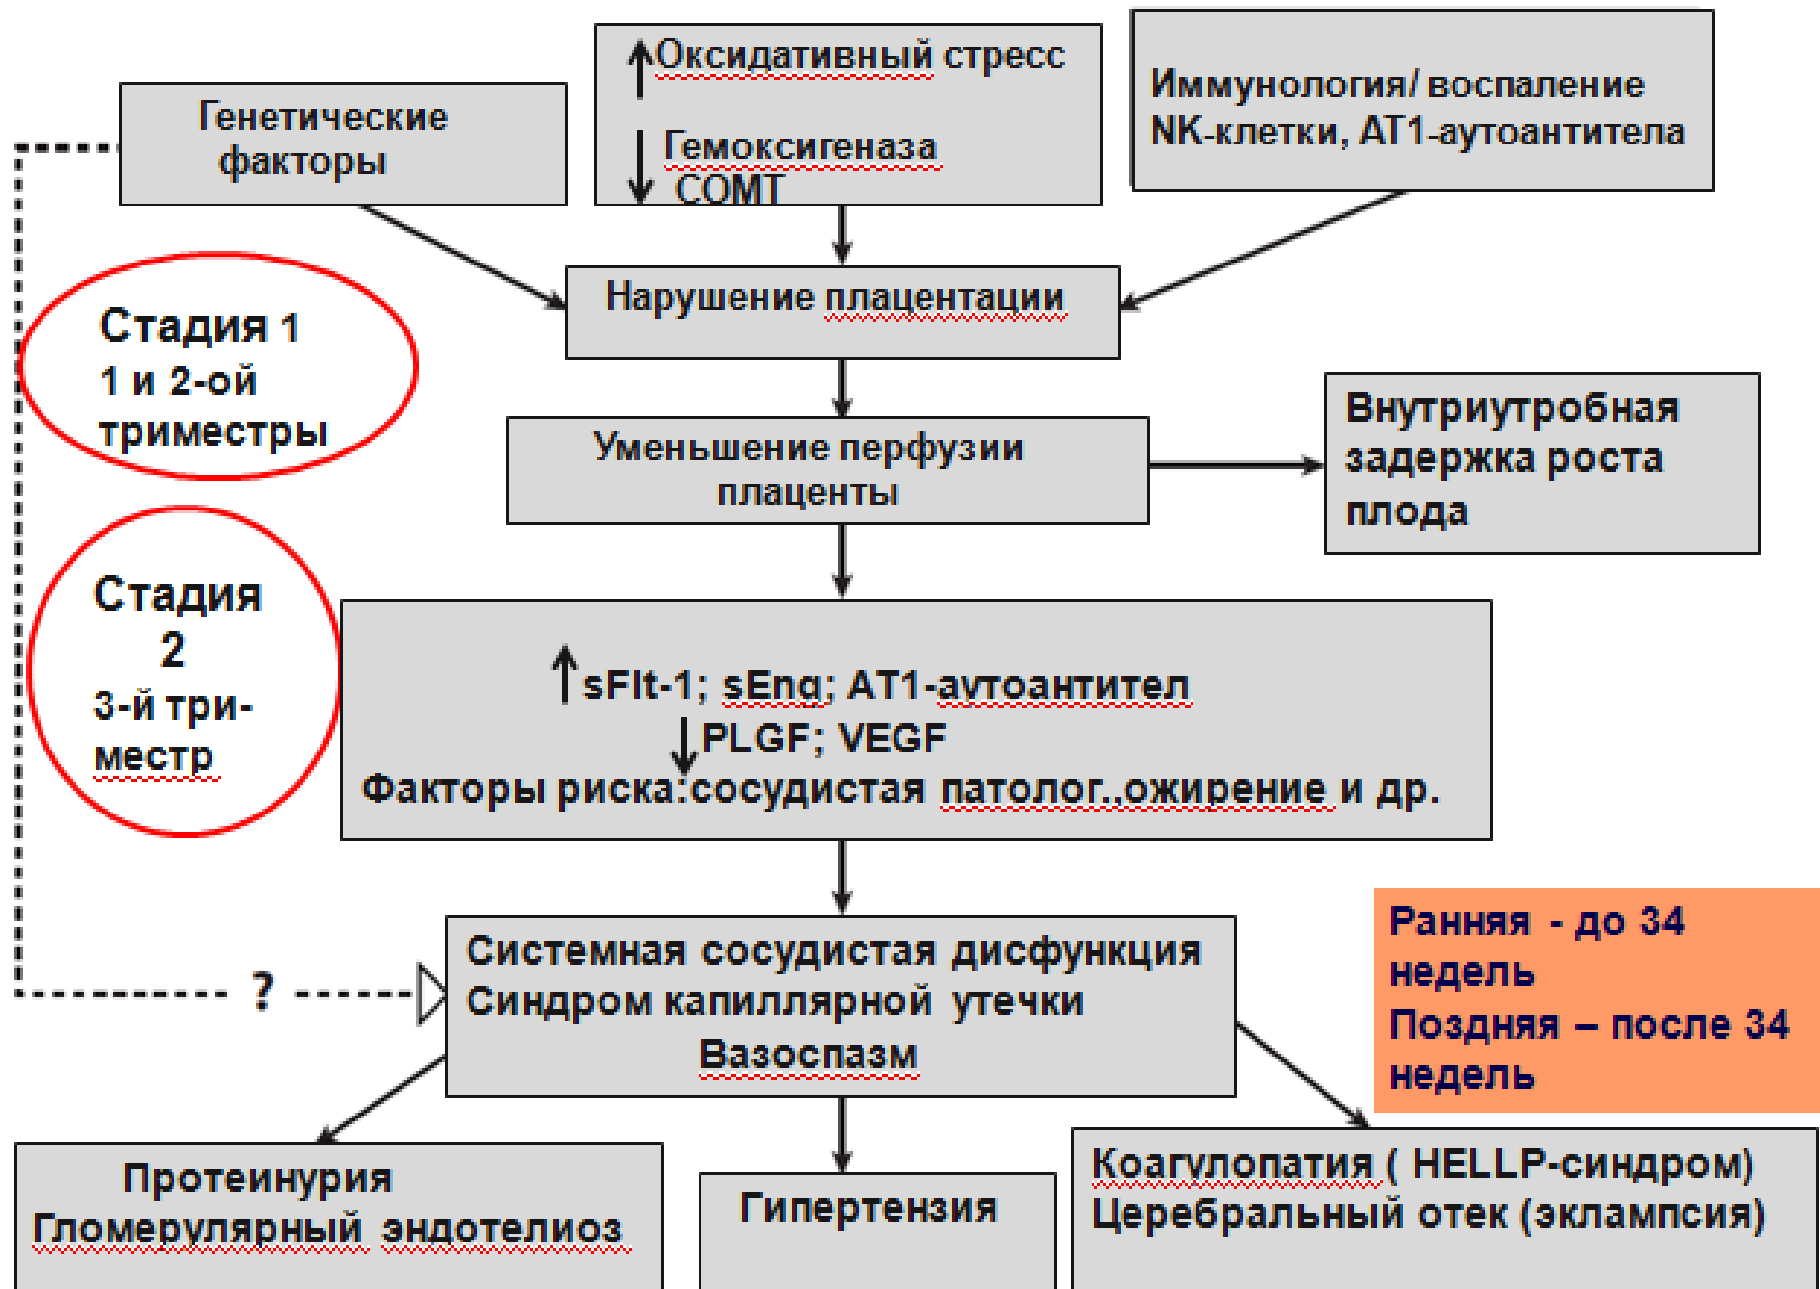 Генетические
факторы
↑Оксидативный стресс
↓Гемоксигеназа
COMT
Иммунология/ воспаление
NK-клетки, АТ1-аутоантитела
Нарушение плацентации
Стадия 1
1 и 2-ой
триместры
Уменьшение перфузии
плаценты
Внутриутробная
задержка роста
плода
Стадия
2
3-й три-
местр
↑sFlt-1; sEng; АТ1-аутоантител
↓PLGF; VEGF
Факторы риска:сосудистая патолог.,ожирение и др.
Системная сосудистая дисфункция
Синдром капиллярной утечки
Вазоспазм
?
Ранняя - до 34
недель
Поздняя – после 34
недель
Протеинурия
Гломерулярный эндотелиоз
Гипертензия
Коагулопатия ( HELLP-синдром)
Церебральный отек (эклампсия)